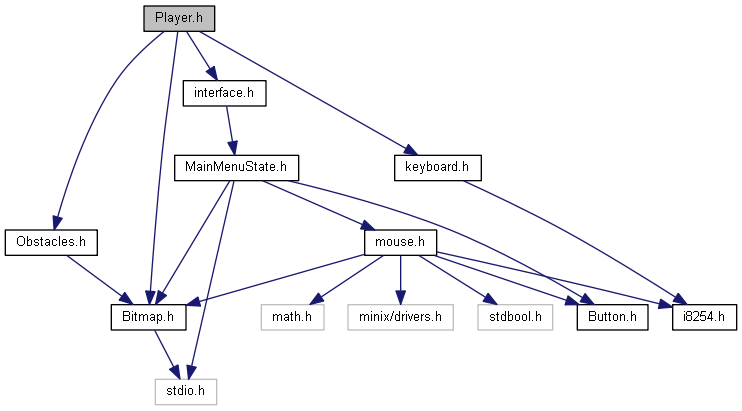 Player.h
interface.h
MainMenuState.h
keyboard.h
Obstacles.h
mouse.h
Bitmap.h
math.h
minix/drivers.h
stdbool.h
Button.h
i8254.h
stdio.h